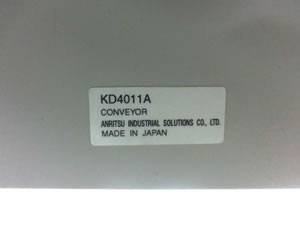 KD4011A
CONVEYOR
ANRITSU INDUSTRIAL SOLUTIONS CO., LTD.
MADE IN JAPAN